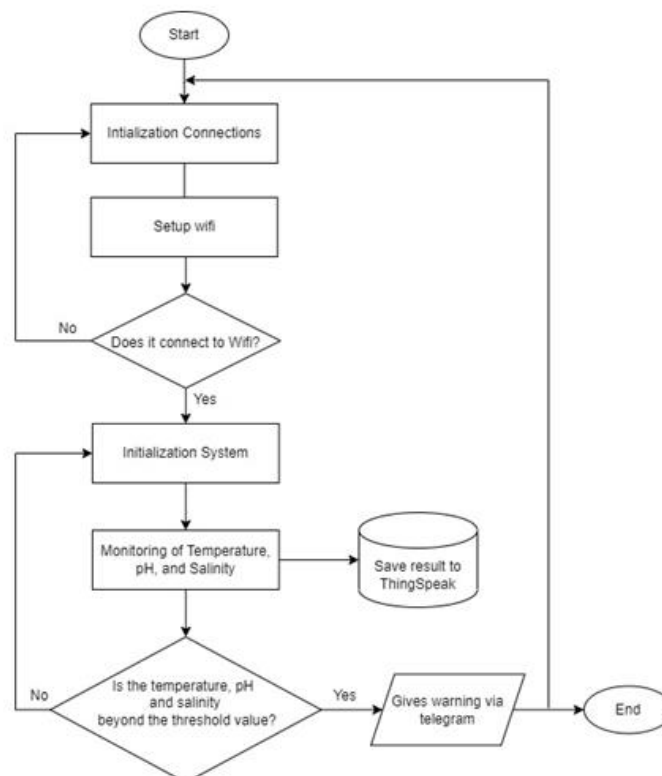 Start
Intialization Connections
Setup wifi
No
Does it connect to Wifi?
Yes
Initialization System
Monitoring of Temperature,
pH, and Salinity
Save result to
ThingSpeak
No
Is the temperature, pH
and salinity
beyond the threshold value?
Yes
Gives warning via
telegram
End